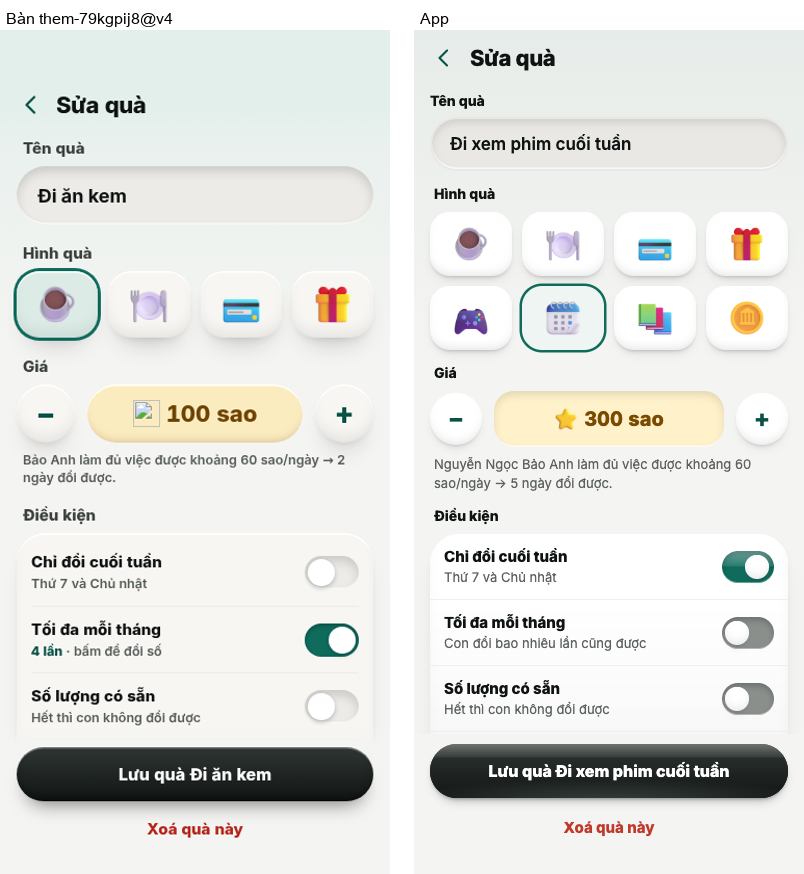 Bản them-79kgpij8@v4
Sửa quà
Tên quà
Đi ăn kem
Hình quà
Giá
−
100 sao
+
Bảo Anh làm đủ việc được khoảng 60 sao/ngày → 2
ngày đổi được.
Điều kiện
Chỉ đổi cuối tuần
Thứ 7 và Chủ nhật
Tối đa mỗi tháng
4 lần · bấm để đổi số
Số lượng có sẵn
Hết thì con không đổi được
Lưu quà Đi ăn kem
Xoá quà này
App
Sửa quà
Tên quà
Đi xem phim cuối tuần
Hình quà
Giá
−
300 sao
+
Nguyễn Ngọc Bảo Anh làm đủ việc được khoảng 60
sao/ngày → 5 ngày đổi được.
Điều kiện
Chỉ đổi cuối tuần
Thứ 7 và Chủ nhật
Tối đa mỗi tháng
Con đổi bao nhiêu lần cũng được
Số lượng có sẵn
Hết thì con không đổi được
Lưu quà Đi xem phim cuối tuần
Xoá quà này